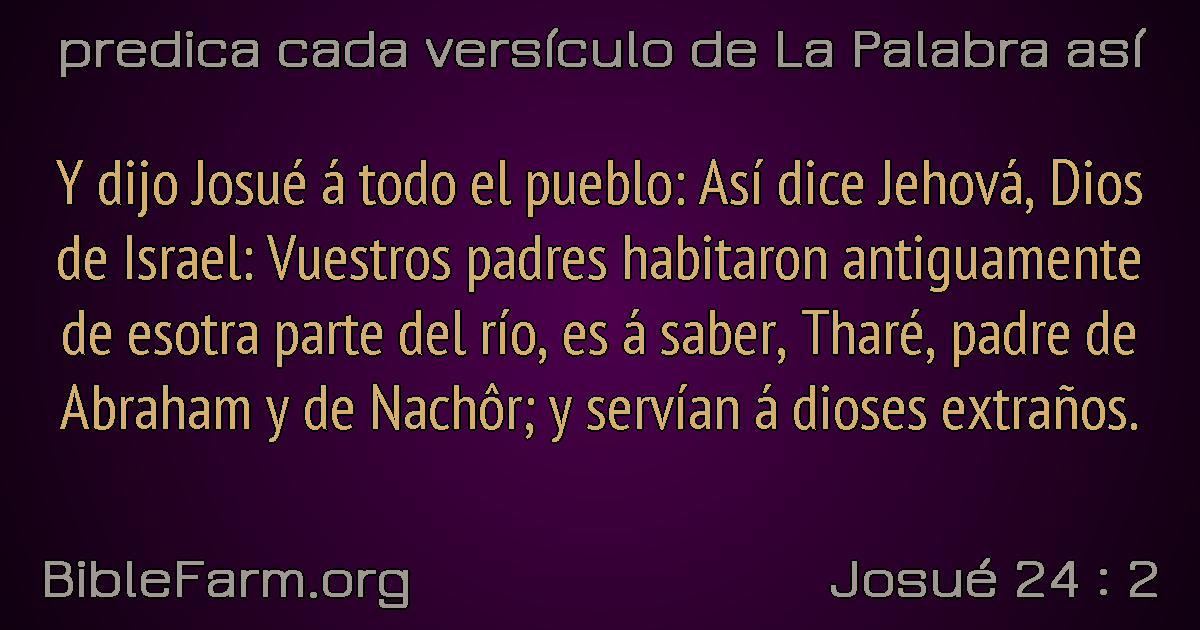 predica cada versículo de La Palabra así
Y dijo Josué á todo el pueblo: Así dice Jehová, Dios
de Israel: Vuestros padres habitaron antiguamente
de esotra parte del río, es á saber, Tharé, padre de
Abraham y de Nachôr; y servían á dioses extraños.
BibleFarm.org
Josué 24 : 2